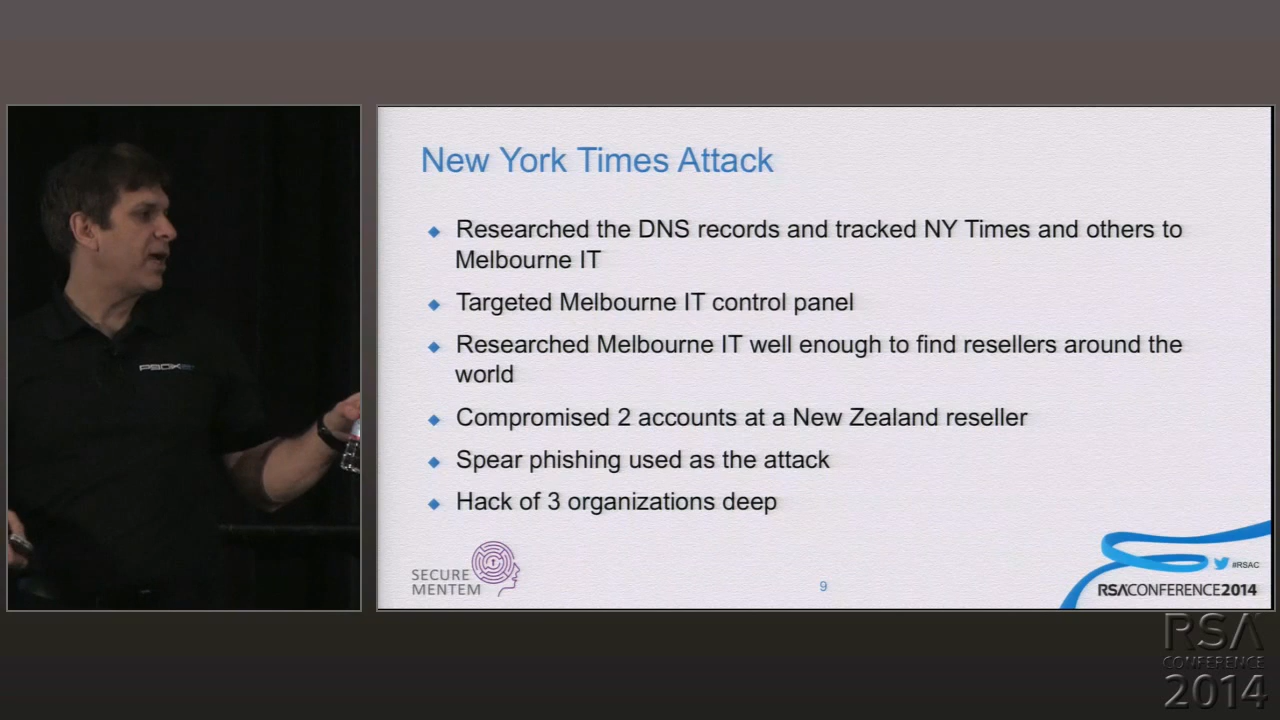 New York Times Attack
Researched the DNS records and tracked NY Times and others to
Melbourne IT
Targeted Melbourne IT control panel
Researched Melbourne IT well enough to find resellers around the
world
Compromised 2 accounts at a New Zealand reseller
Spear phishing used as the attack
Hack of 3 organizations deep
SECURE
MENTEM
9
#RSAC
RSACONFERENCE2014
RSA
CONFERENCE
2014